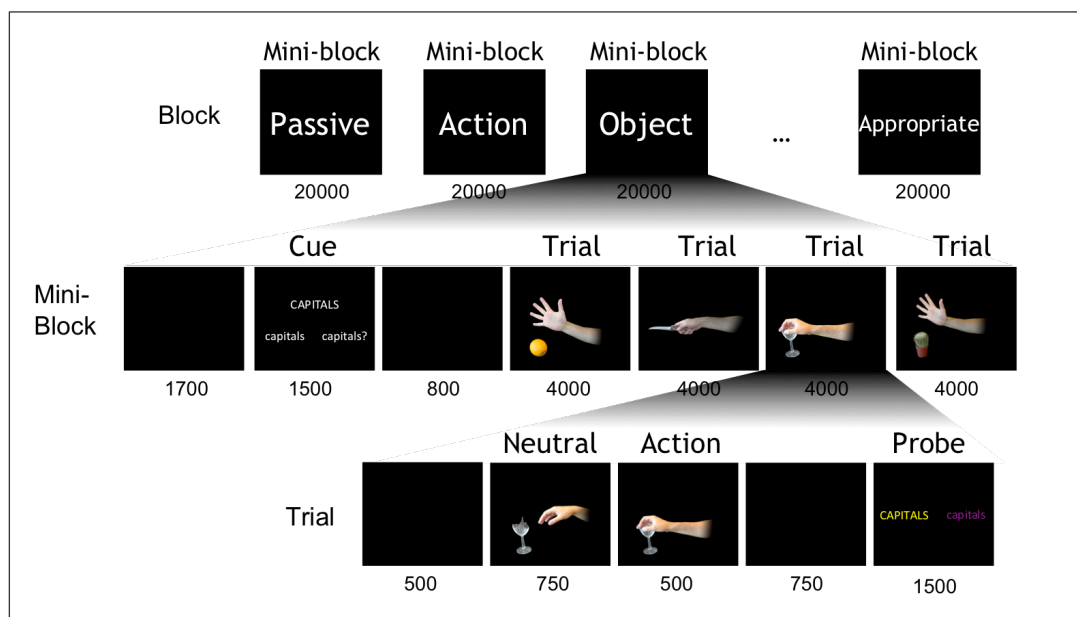 Mini-block Mini-block Mini-block Mini-block
Block Passive Action Object ... Appropriate
20000 20000 20000 20000
Cue Trial Trial Trial Trial
Mini-
Block
CAPITALS
capitals capitals?
1700 1500 800 4000 4000 4000 4000
Neutral Action Probe
Trial CAPITALS capitals
500 750 500 750 1500